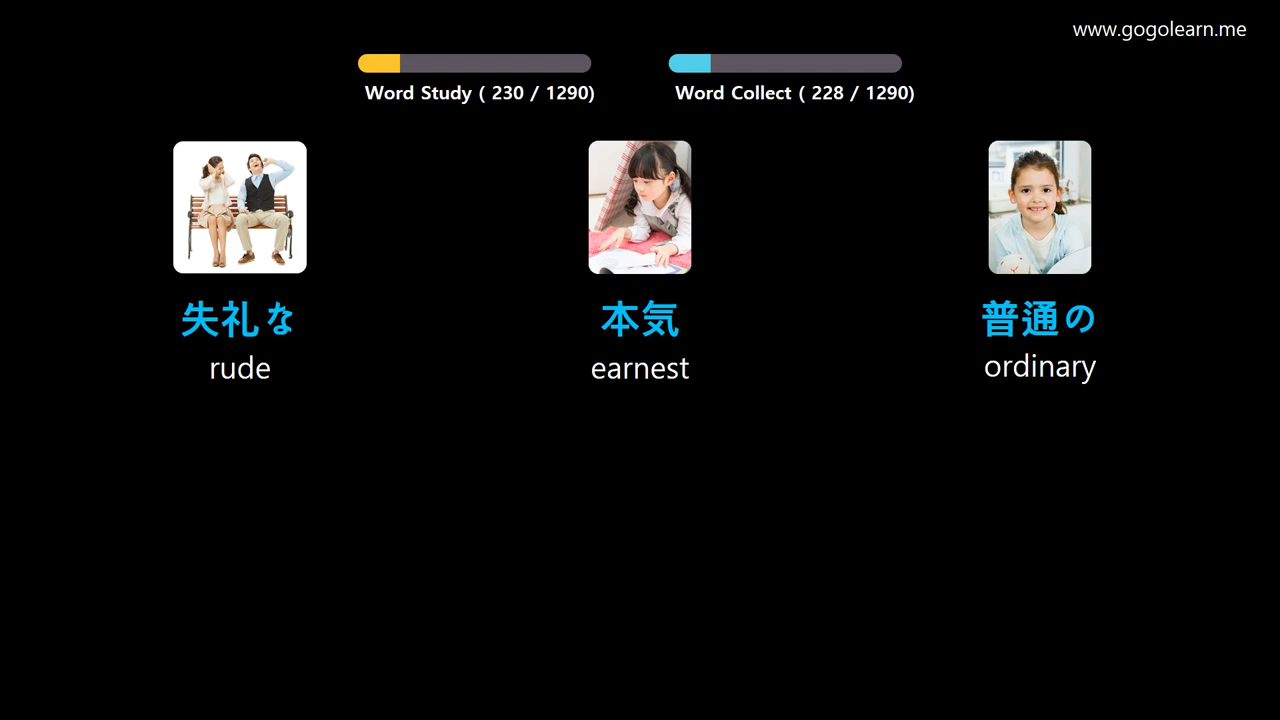 www.gogolearn.me
Word Study ( 230 / 1290)
Word Collect ( 228 / 1290)
失礼な
rude
本気
earnest
普通の
ordinary